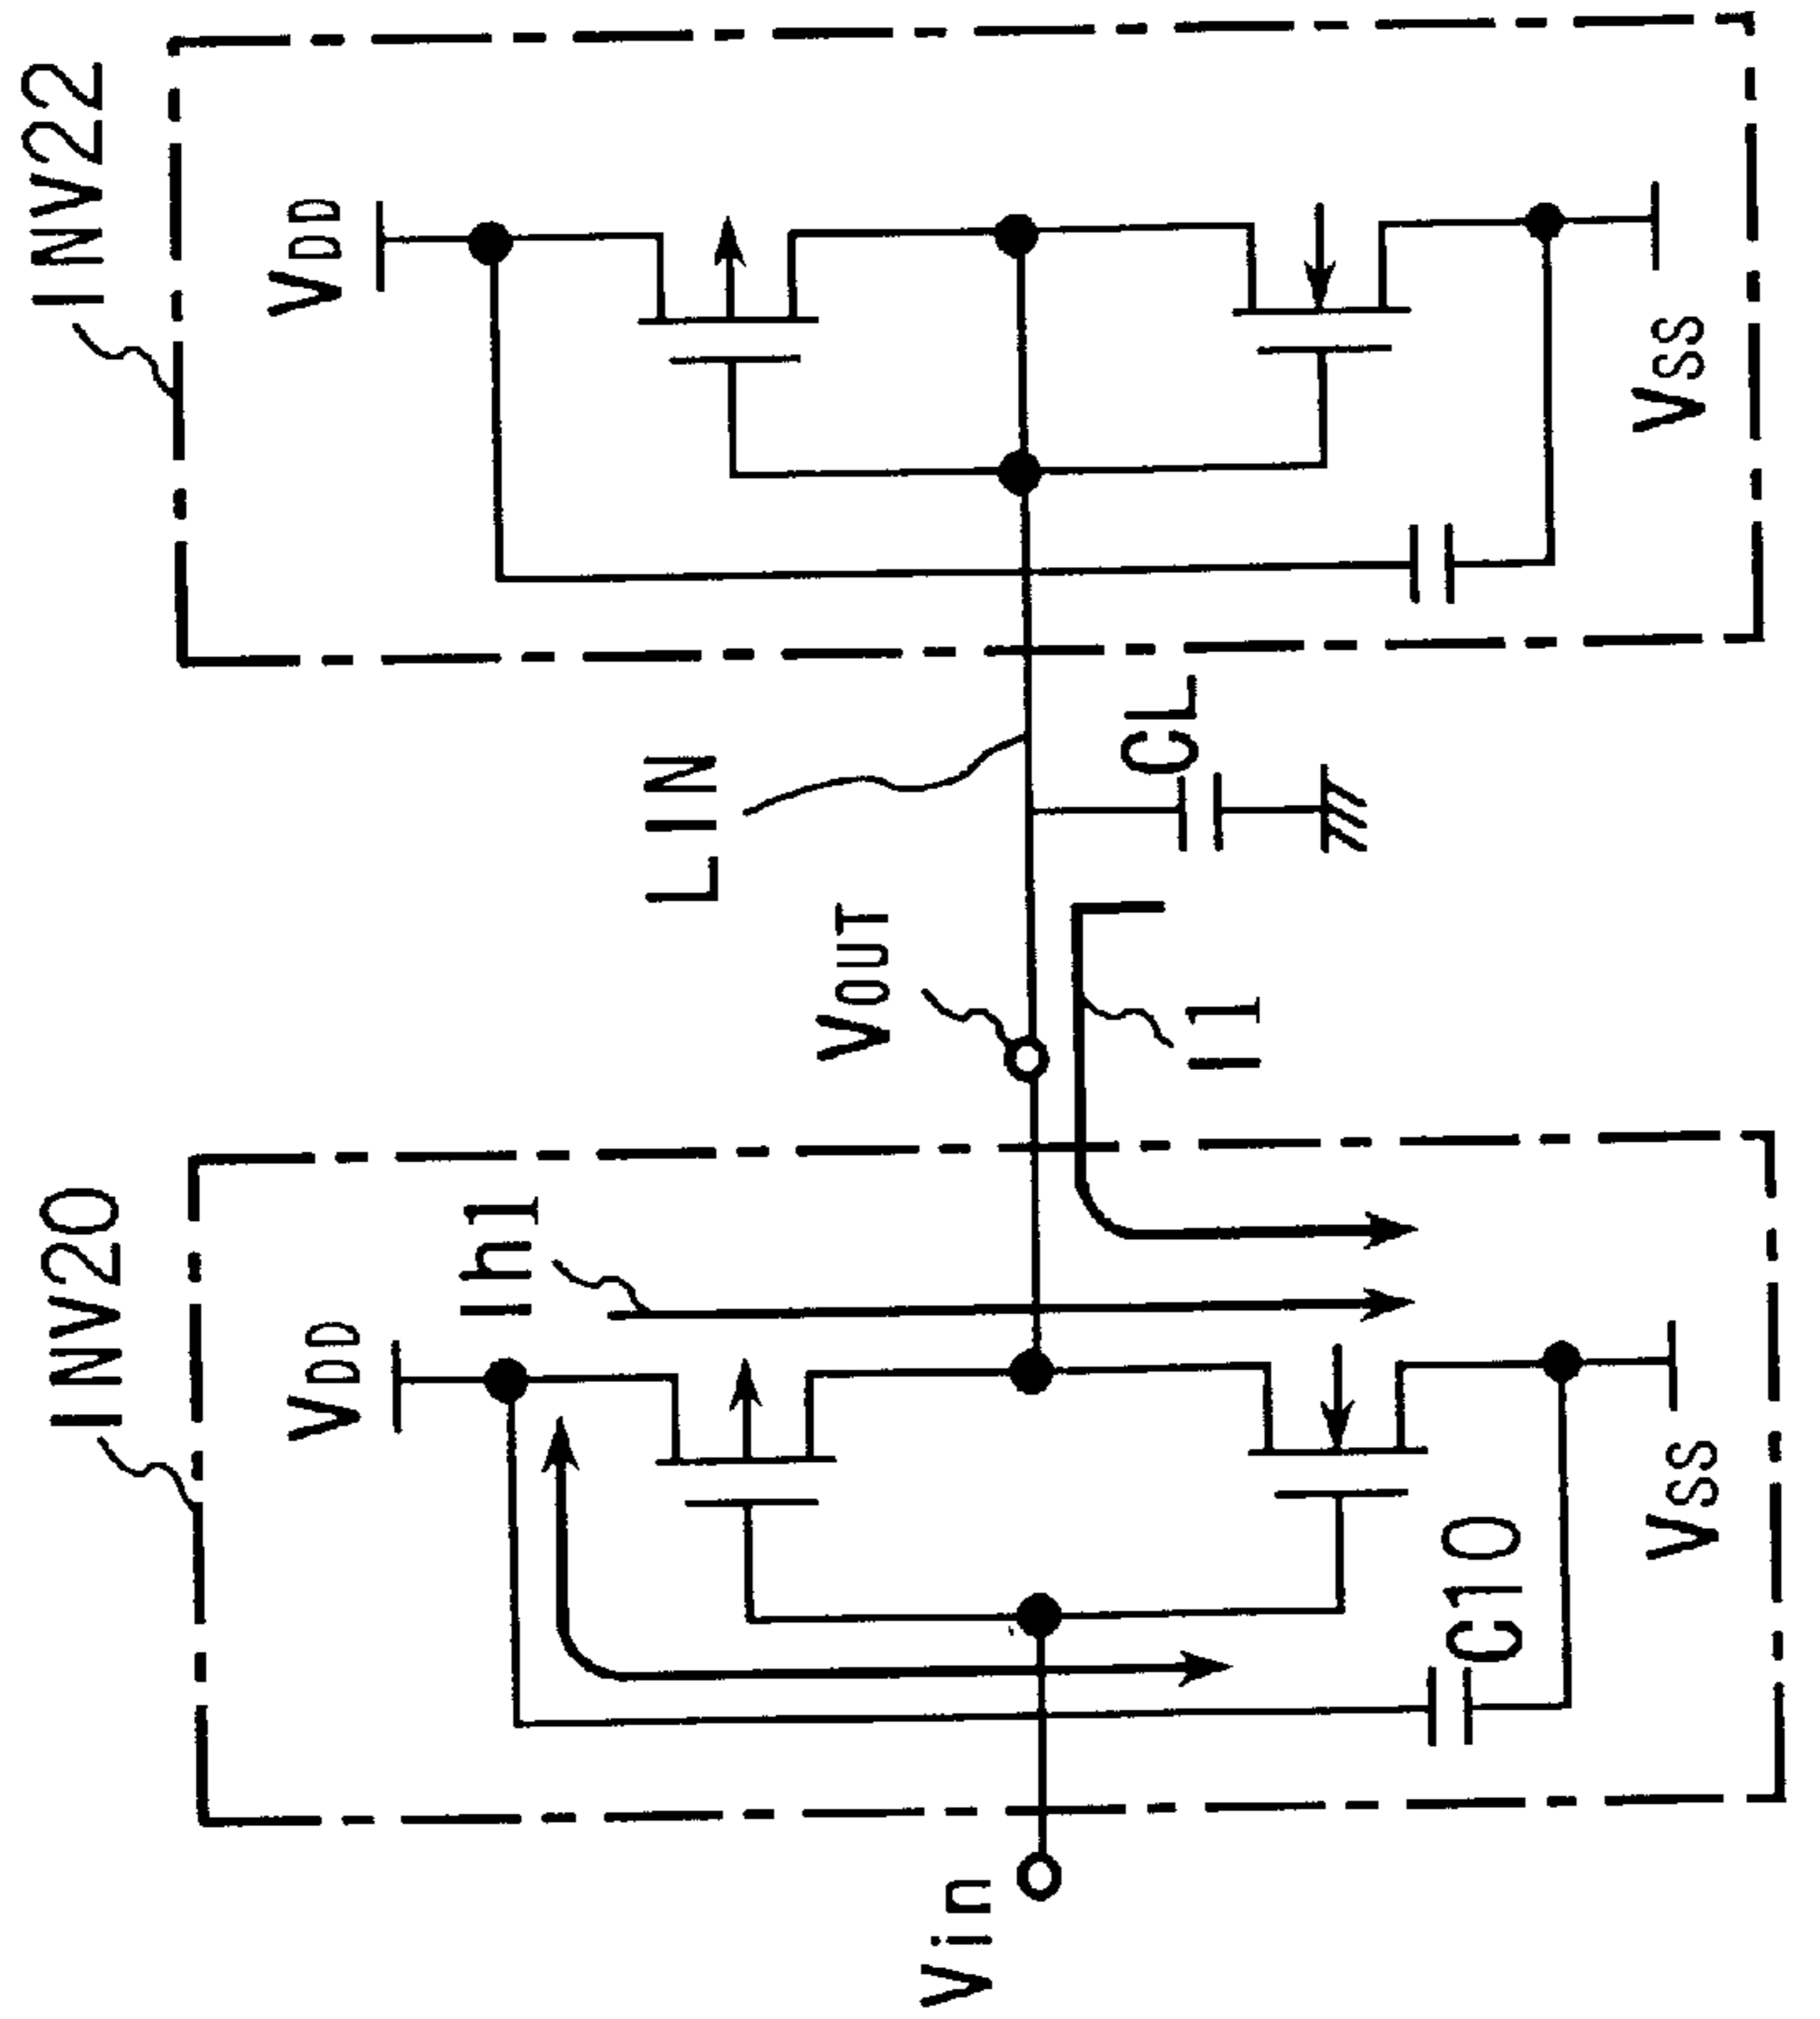 INV20
INV22
VDD
Ih1
VOUT
LIN
VDD
Vin
C10
I1
CL
VSS
VSS